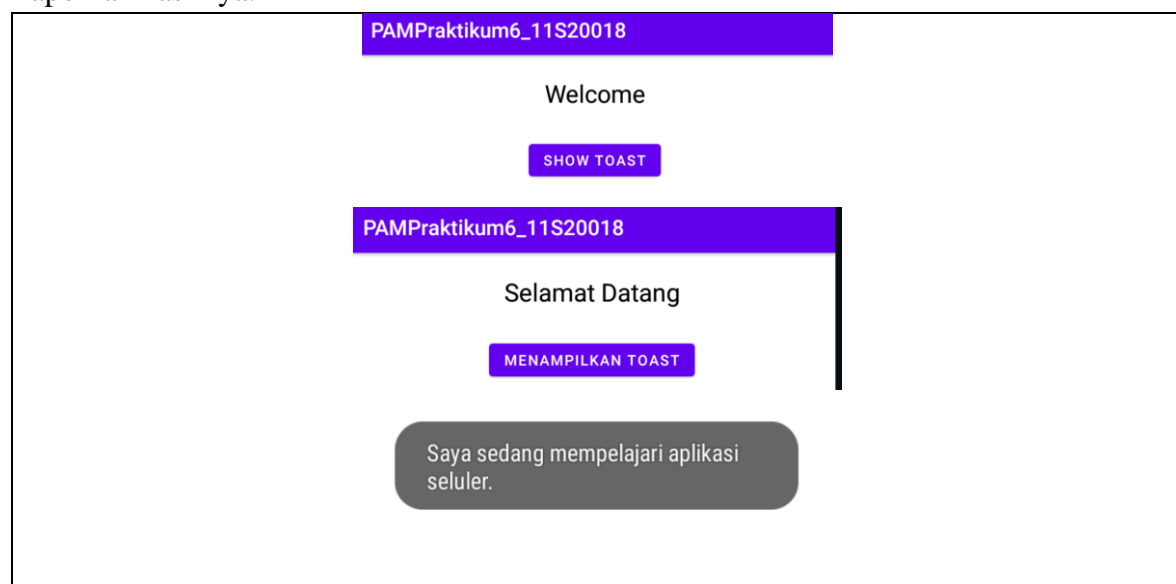 PAMPraktikum6_11S20018
Welcome
SHOW TOAST
PAMPraktikum6_11S20018
Selamat Datang
MENAMPILKAN TOAST
Saya sedang mempelajari aplikasi
seluler.